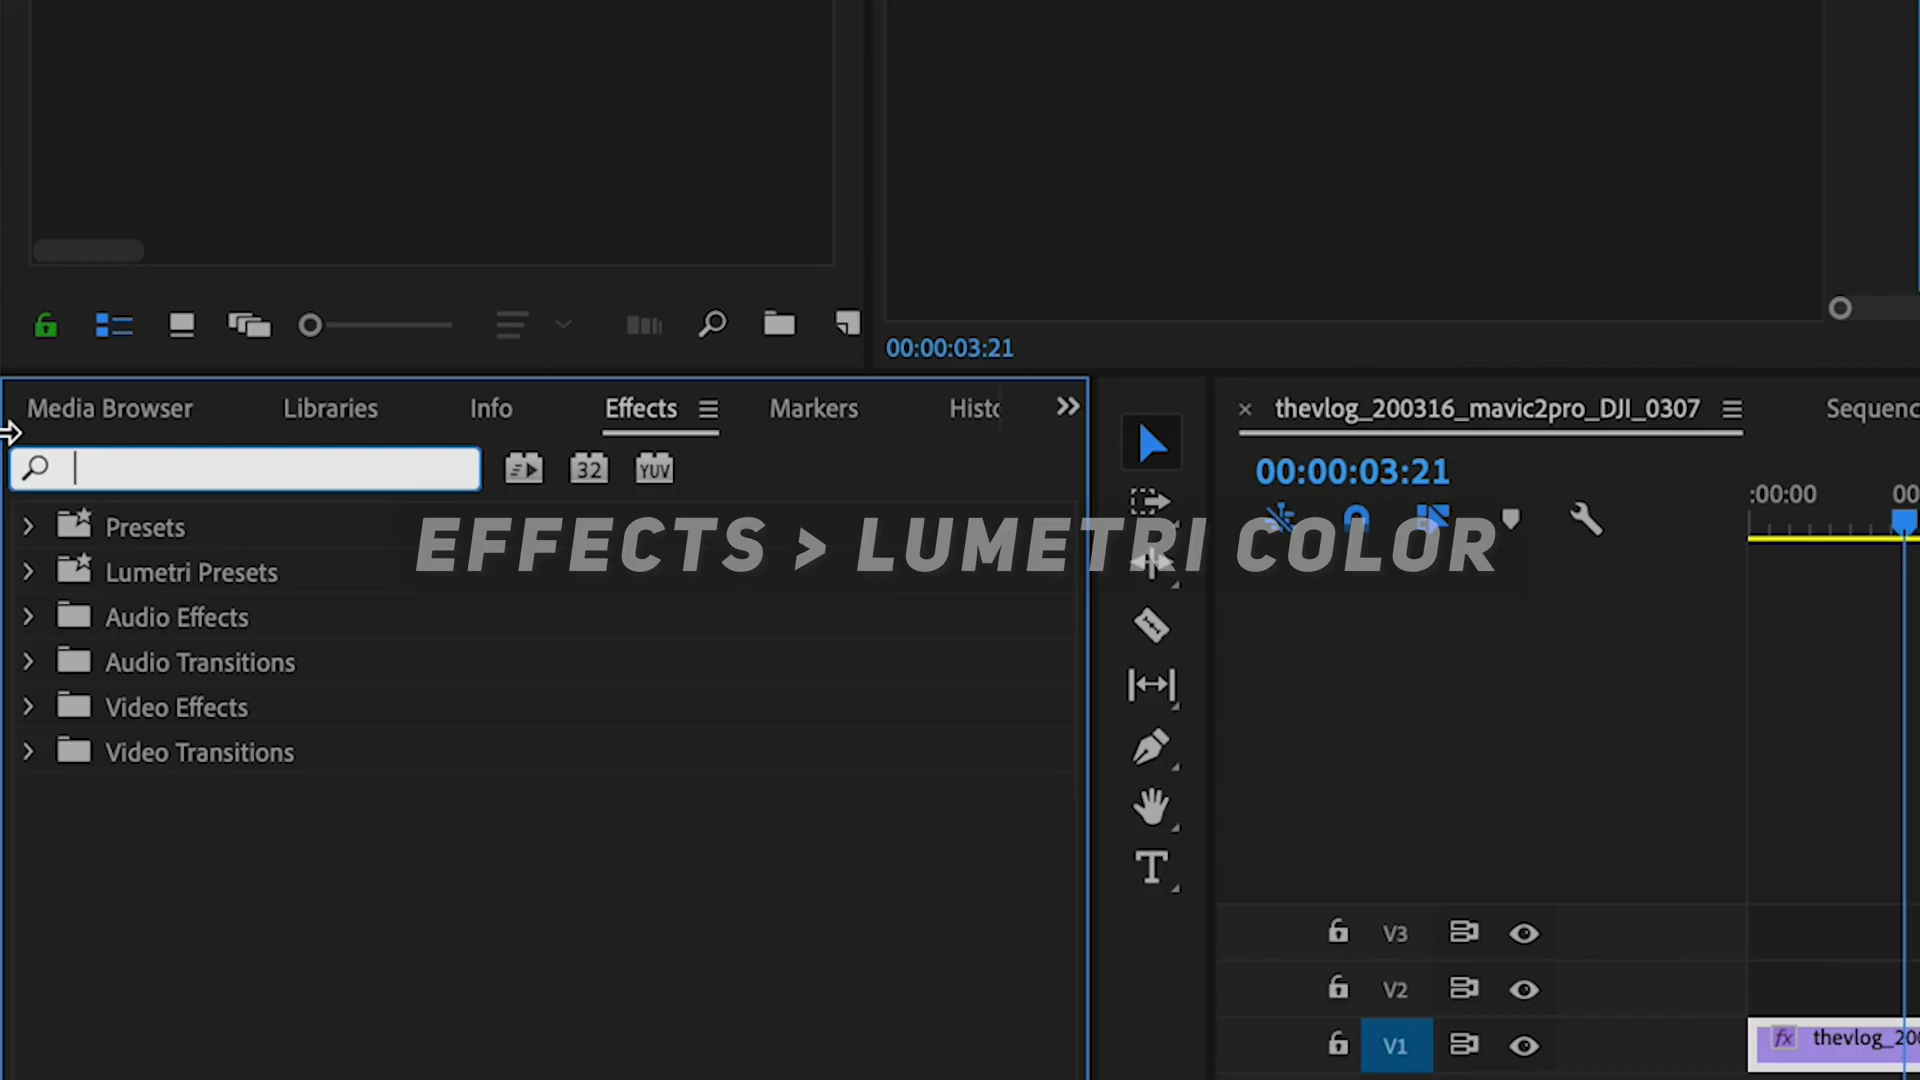 00:00:03:21
Media Browser
Libraries
Info
Effects
Markers
Histo
thevlog_200316_mavic2pro_DJI_0307
Sequenc
32
YUV
00:00:03:21
:00:00
00
EFFECTS > LUMETRI COLOR
Presets
Lumetri Presets
Audio Effects
Audio Transitions
Video Effects
Video Transitions
T
V3
V2
V1
fx thevlog_200